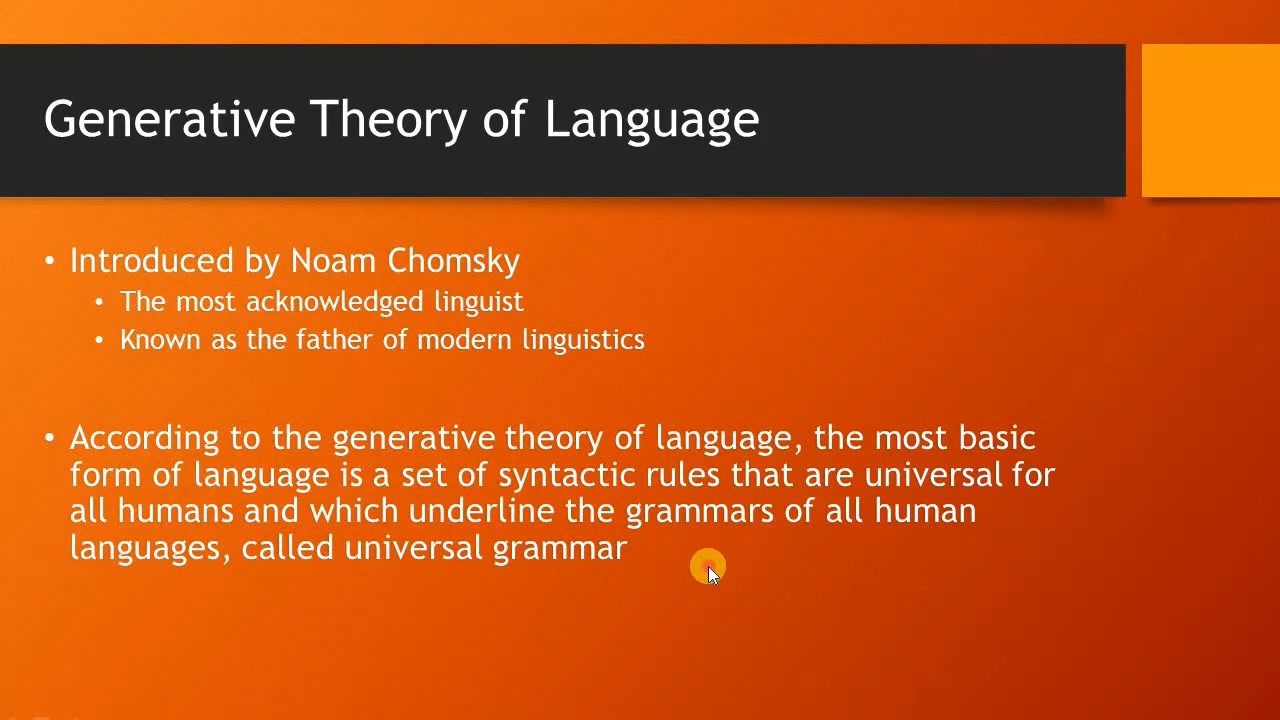 Generative Theory of Language
• Introduced by Noam Chomsky
• The most acknowledged linguist
• Known as the father of modern linguistics
• According to the generative theory of language, the most basic
form of language is a set of syntactic rules that are universal for
all humans and which underline the grammars of all human
languages, called universal grammar